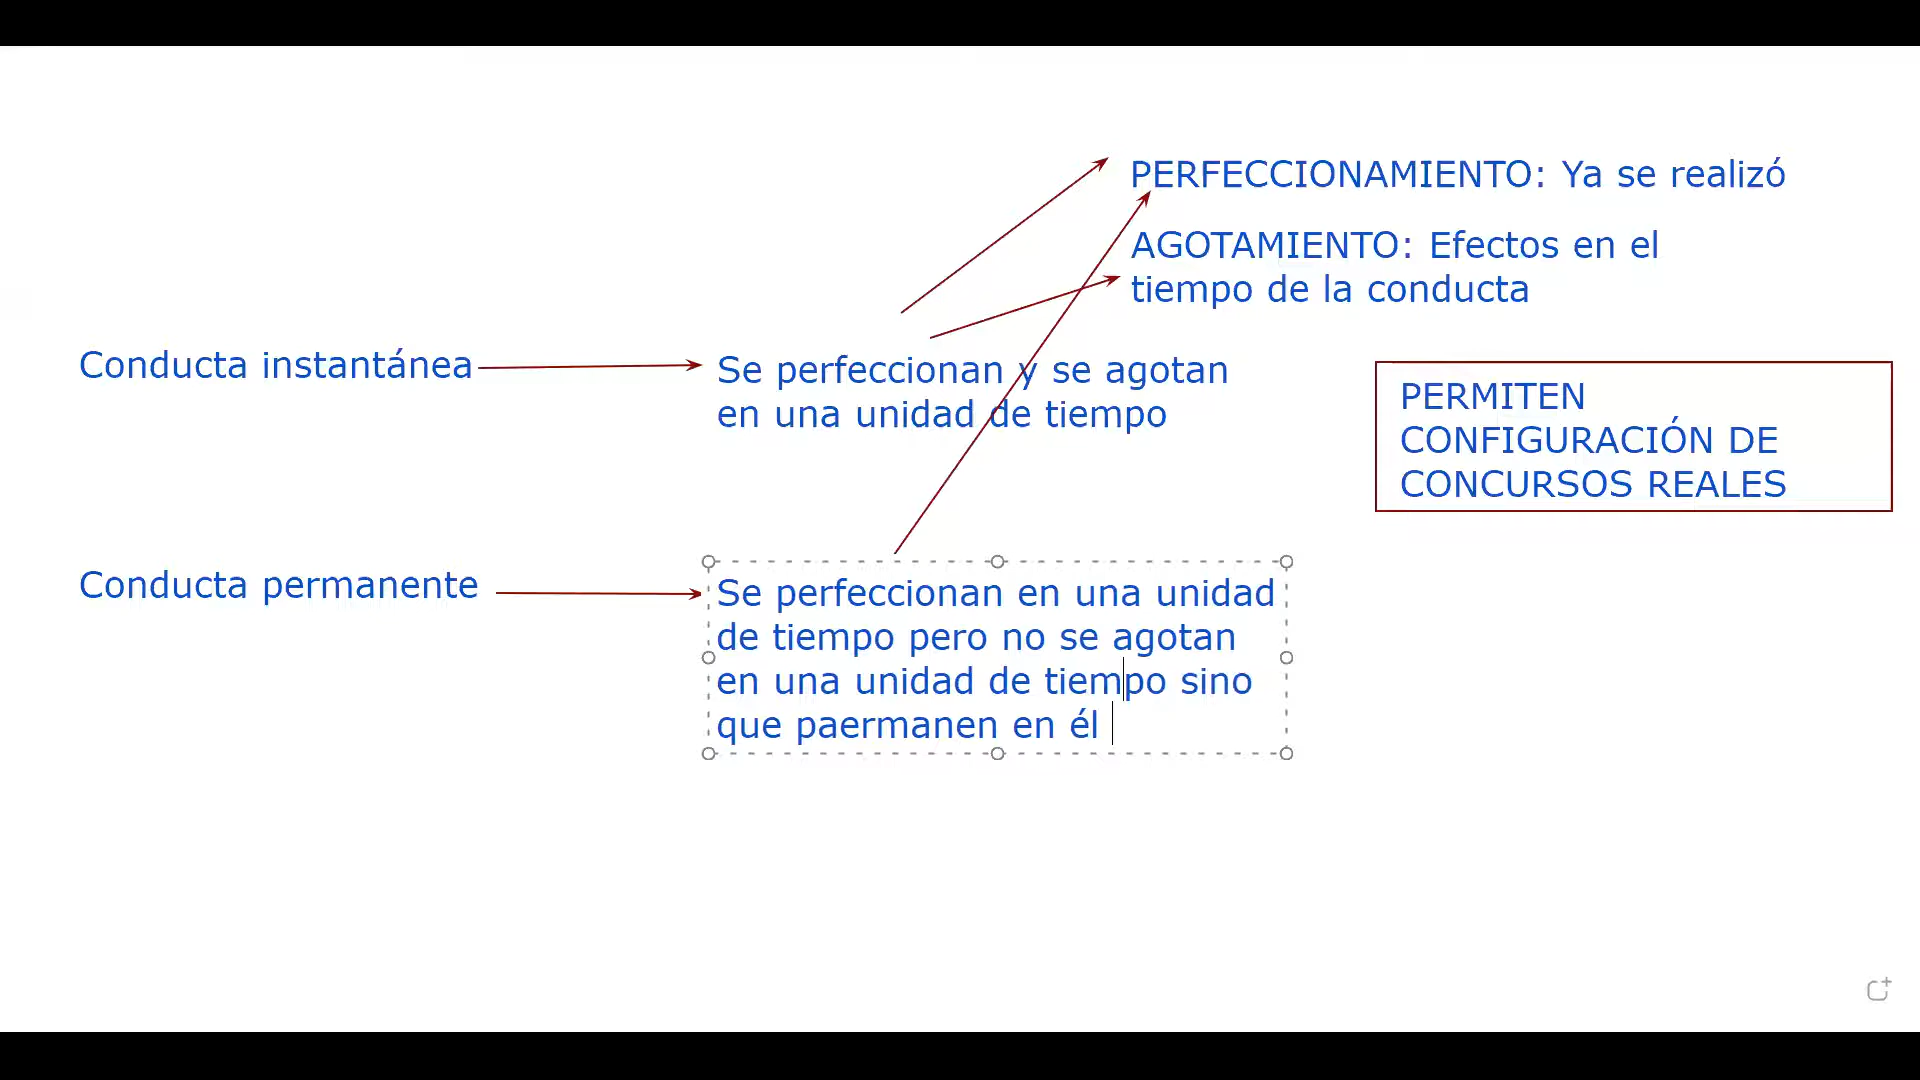 PERFECCIONAMIENTO: Ya se realizó
AGOTAMIENTO: Efectos en el
tiempo de la conducta
Conducta instantánea
Se perfeccionan y se agotan
en una unidad de tiempo
PERMITEN
CONFIGURACIÓN DE
CONCURSOS REALES
Conducta permanente
Se perfeccionan en una unidad
de tiempo pero no se agotan
en una unidad de tiempo sino
que paermanen en él